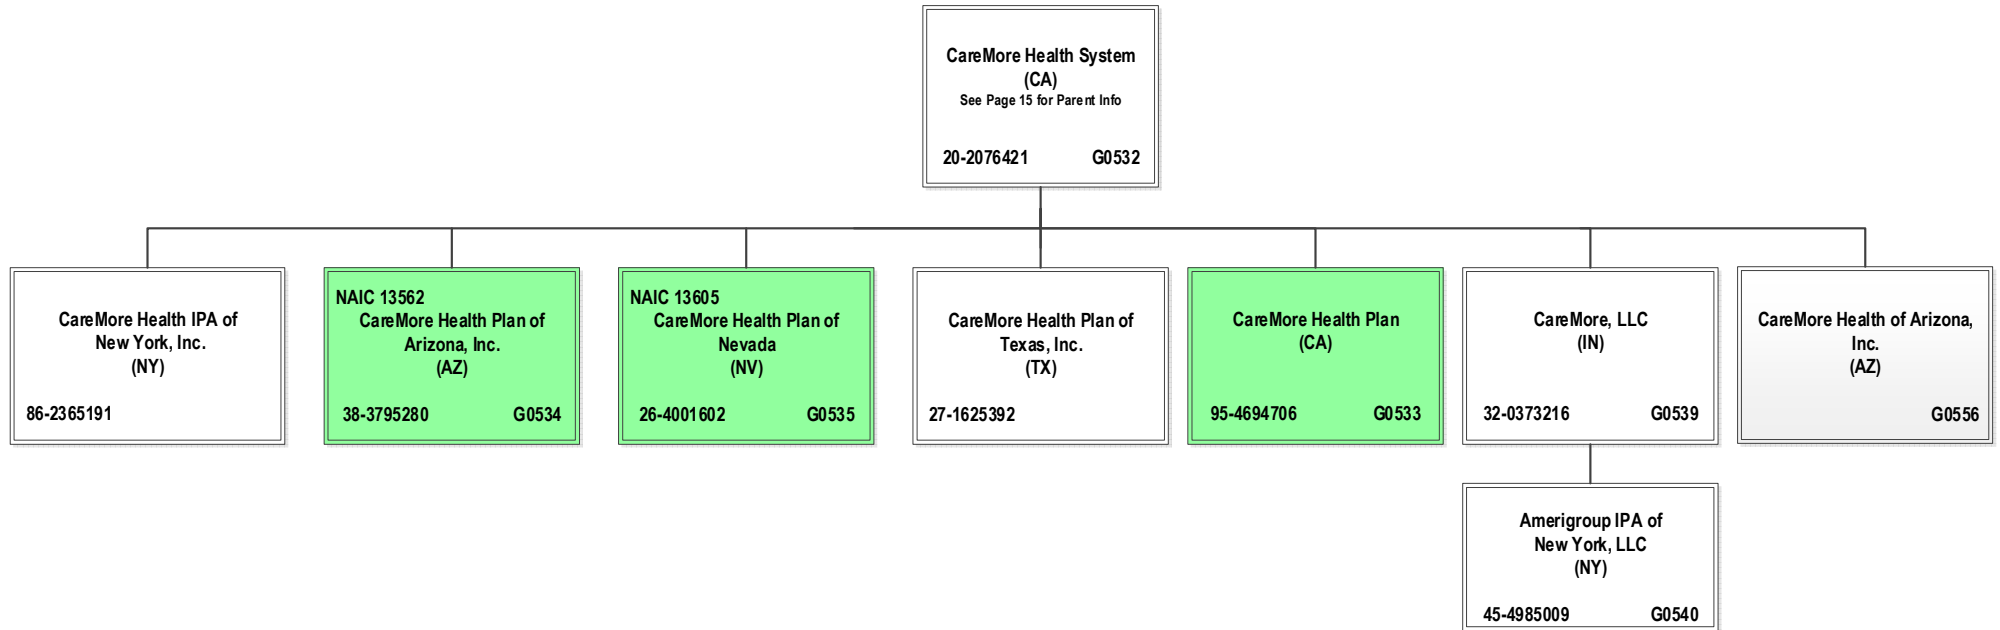 CareMore Health System
(CA)
See Page 15 for Parent Info
20-2076421 G0532
CareMore Health IPA of
New York, Inc.
(NY)
86-2365191
NAIC 13562
CareMore Health Plan of
Arizona, Inc.
(AZ)
38-3795280 G0534
NAIC 13605
CareMore Health Plan of
Nevada
(NV)
26-4001602 G0535
CareMore Health Plan of
Texas, Inc.
(TX)
27-1625392
CareMore Health Plan
(CA)
95-4694706 G0533
CareMore, LLC
(IN)
32-0373216 G0539
CareMore Health of Arizona,
Inc.
(AZ)
G0556
Amerigroup IPA of
New York, LLC
(NY)
45-4985009 G0540